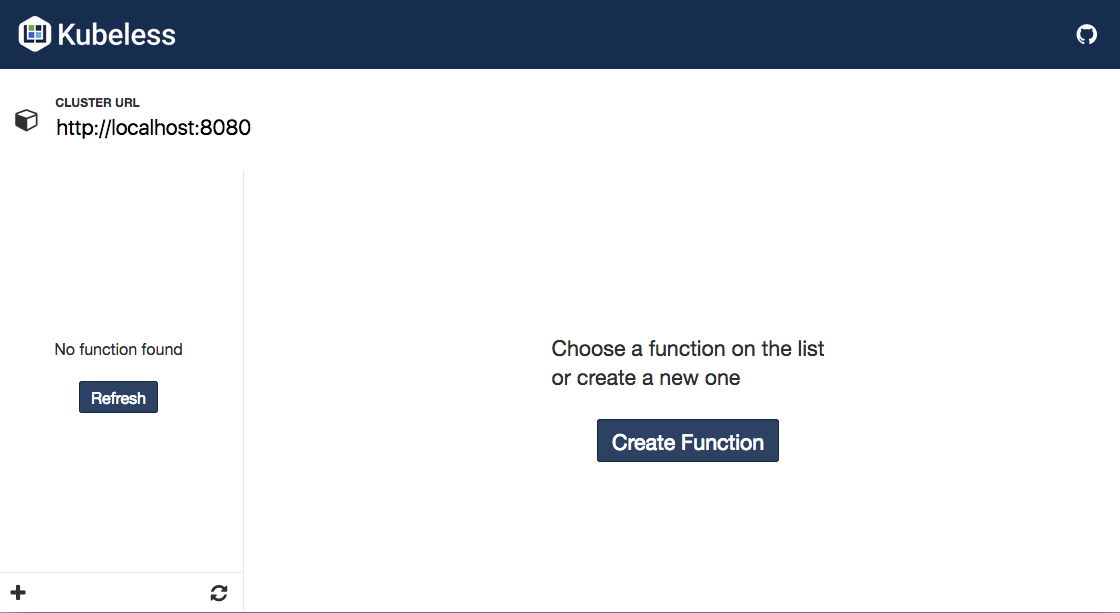 Kubeless
CLUSTER URL
http://localhost:8080
No function found
Refresh
Choose a function on the list
or create a new one
Create Function